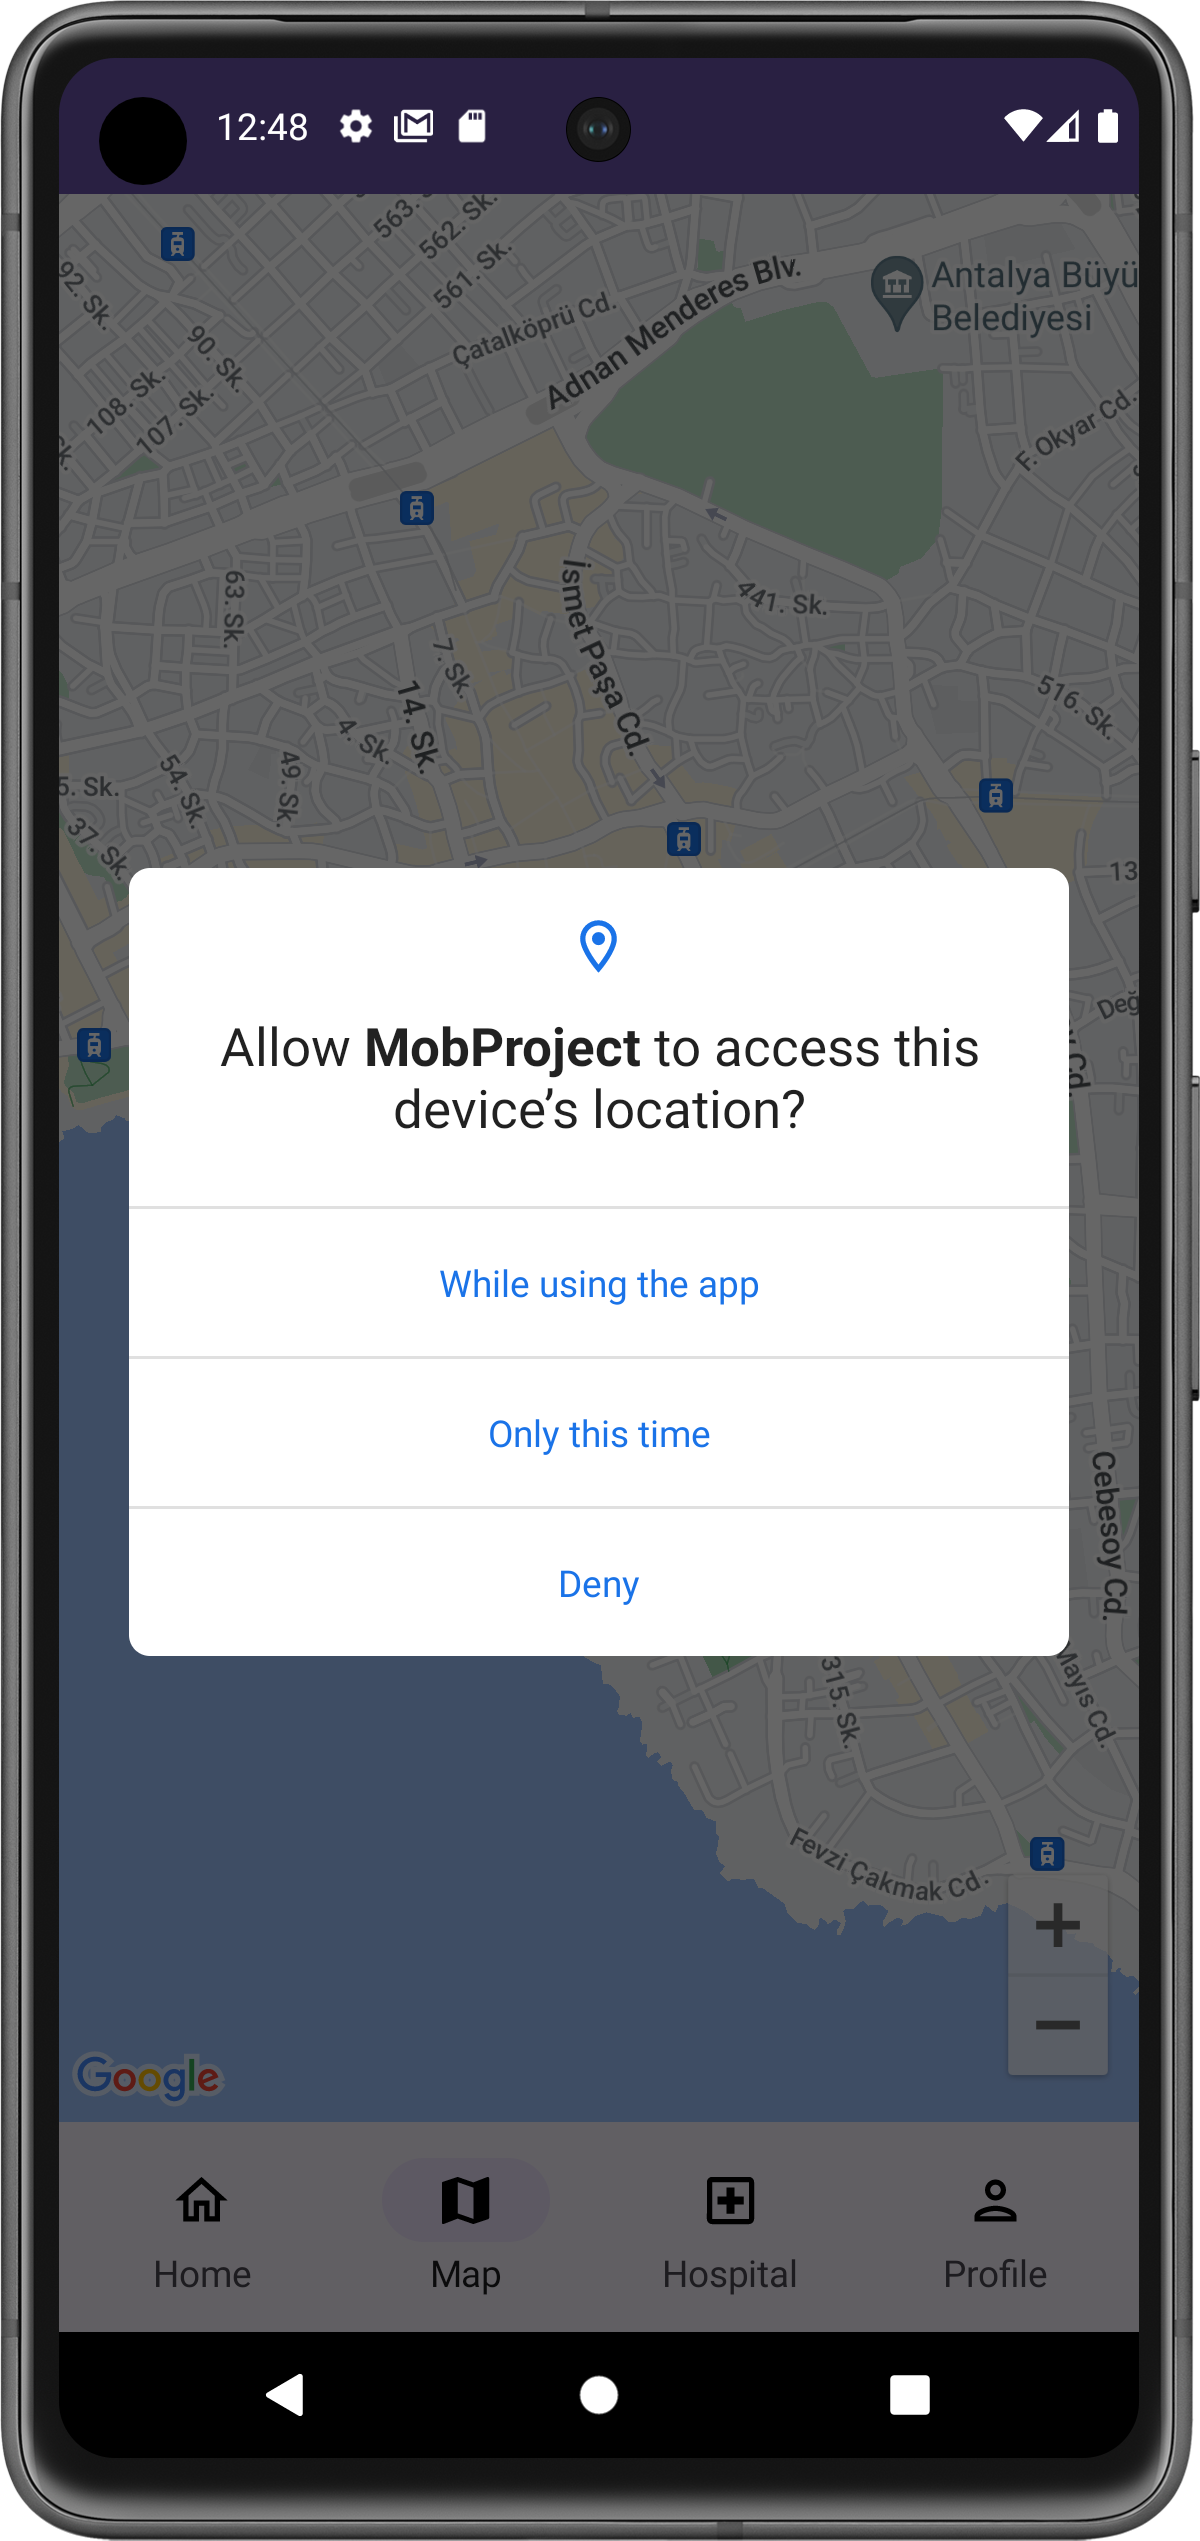 12:48
563. S
562. Sk.
561. Sk.
92. Sk.
90. Sk.
Çatalköprü Cd.
Adnan Menderes Blv.
Antalya Büyü
Belediyesi
108. Sk.
107. Sk.
F. Okyar Cd.
63. Sk.
İsmet Paşa Cd.
441. Sk.
7. Sk.
14. Sk.
4. Sk.
516. Sk.
5. Sk.
54. Sk.
49. Sk.
37. Sk.
13
Değ
Cd.
Allow MobProject to access this
device's location?
While using the app
Only this time
Deny
Cebesoy Cd.
Mayıs Cd.
315. Sk.
Fevzi Çakmak Cd.
+
−
Google
Home
Map
Hospital
Profile